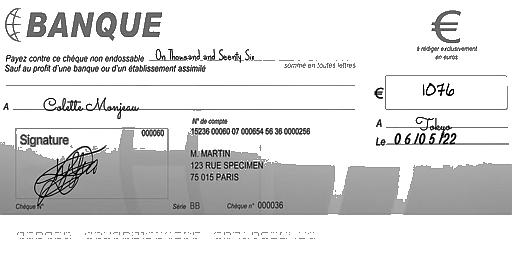 BANQUE
€
à rédiger exclusivement
en euros
Payez contre ce chèque non endossable On Thousand and Seenty Six
somme en toutes lettres
Sauf au profit d'une banque ou d'un établissement assimilé
€ 1076
A Colette Monjeau
A Tokyo
Le 06/05/22
Signature
000060
N° de compte
15236 00060 07 000654 56 36 0000256
M. MARTIN
123 RUE SPECIMEN
75 015 PARIS
Chèque N°
Série BB
Chèque n° 000036